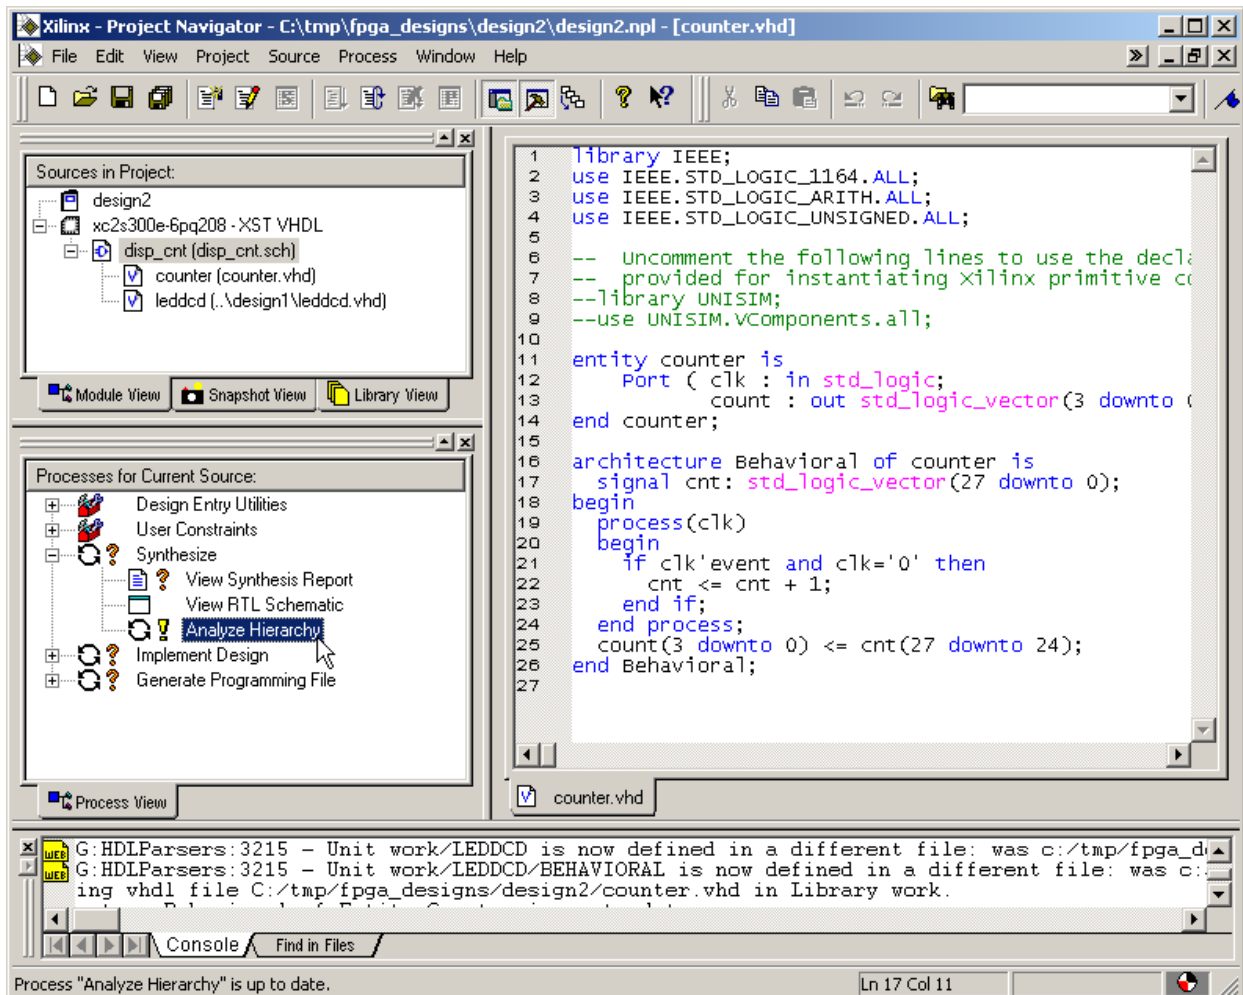 Xilinx - Project Navigator - C:\tmp\fpga_designs\design2\design2.npl - [counter.vhd]
File Edit View Project Source Process Window Help
Sources in Project:
design2
xc2s300e-6pq208 - XST VHDL
disp_cnt (disp_cnt.sch)
counter (counter.vhd)
leddcd (..\design1\leddcd.vhd)
Module View Snapshot View Library View
Processes for Current Source:
Design Entry Utilities
User Constraints
Synthesize
View Synthesis Report
View RTL Schematic
Analyze Hierarchy
Implement Design
Generate Programming File
Process View
1 library IEEE;
2 use IEEE.STD_LOGIC_1164.ALL;
3 use IEEE.STD_LOGIC_ARITH.ALL;
4 use IEEE.STD_LOGIC_UNSIGNED.ALL;
5
6 -- Uncomment the following lines to use the decla
7 -- provided for instantiating Xilinx primitive co
8 --library UNISIM;
9 --use UNISIM.VComponents.all;
10
11 entity counter is
12 Port ( clk : in std_logic;
13 count : out std_logic_vector(3 downto 0
14 end counter;
15
16 architecture Behavioral of counter is
17 signal cnt: std_logic_vector(27 downto 0);
18 begin
19 process(clk)
20 begin
21 if clk'event and clk='0' then
22 cnt <= cnt + 1;
23 end if;
24 end process;
25 count(3 downto 0) <= cnt(27 downto 24);
26 end Behavioral;
27
counter.vhd
WEB G:HDLParsers:3215 - Unit work/LEDDCD is now defined in a different file: was c:/tmp/fpga_d
WEB G:HDLParsers:3215 - Unit work/LEDDCD/BEHAVIORAL is now defined in a different file: was c:
ing vhdl file C:/tmp/fpga_designs/design2/counter.vhd in Library work.
Console Find in Files
Process "Analyze Hierarchy" is up to date. Ln 17 Col 11